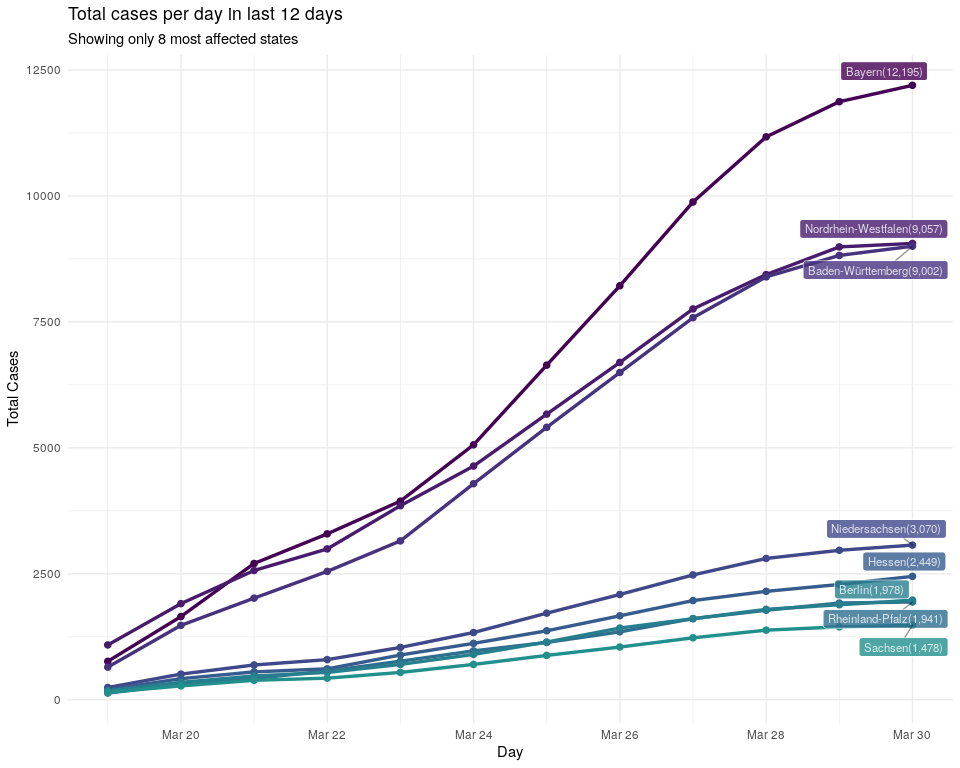 Total cases per day in last 12 days
Showing only 8 most affected states
Total Cases
12500
10000
7500
5000
2500
0
Bayern(12,195)
Nordrhein-Westfalen(9,057)
Baden-Württemberg(9,002)
Niedersachsen(3,070)
Hessen(2,449)
Berlin(1,978)
Rheinland-Pfalz(1,941)
Sachsen(1,478)
Mar 20
Mar 22
Mar 24
Mar 26
Mar 28
Mar 30
Day